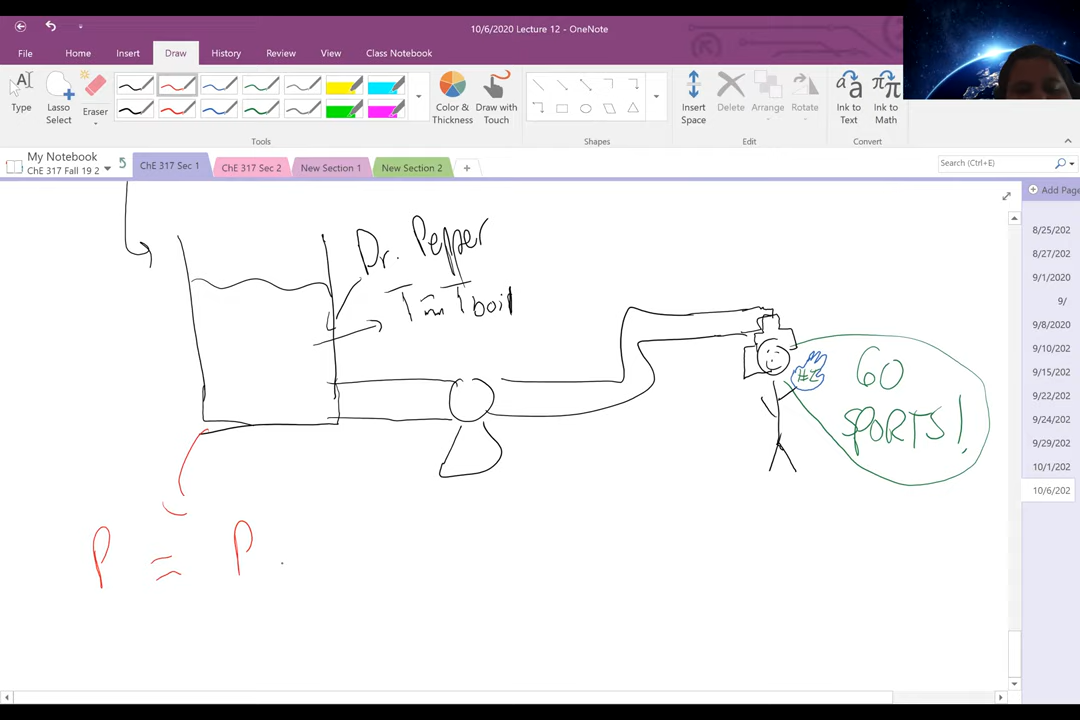 10/6/2020 Lecture 12 - OneNote
File Home Insert Draw History Review View Class Notebook
Type
Lasso Select
Eraser
Color & Thickness
Draw with Touch
Insert Space
Delete
Arrange
Rotate
Ink to Text
Ink to Math
Tools
Shapes
Edit
Convert
My Notebook
ChE 317 Fall 19 2
ChE 317 Sec 1
ChE 317 Sec 2
New Section 1
New Section 2
Search (Ctrl+E)
Add Page
8/25/202
8/27/202
9/1/2020
9/
9/8/2020
9/10/202
9/15/202
9/22/202
9/24/202
9/29/202
10/1/202
10/6/202
Dr. Pepper
T ≈ Tboil
GO
SPORTS!
P ≈ P